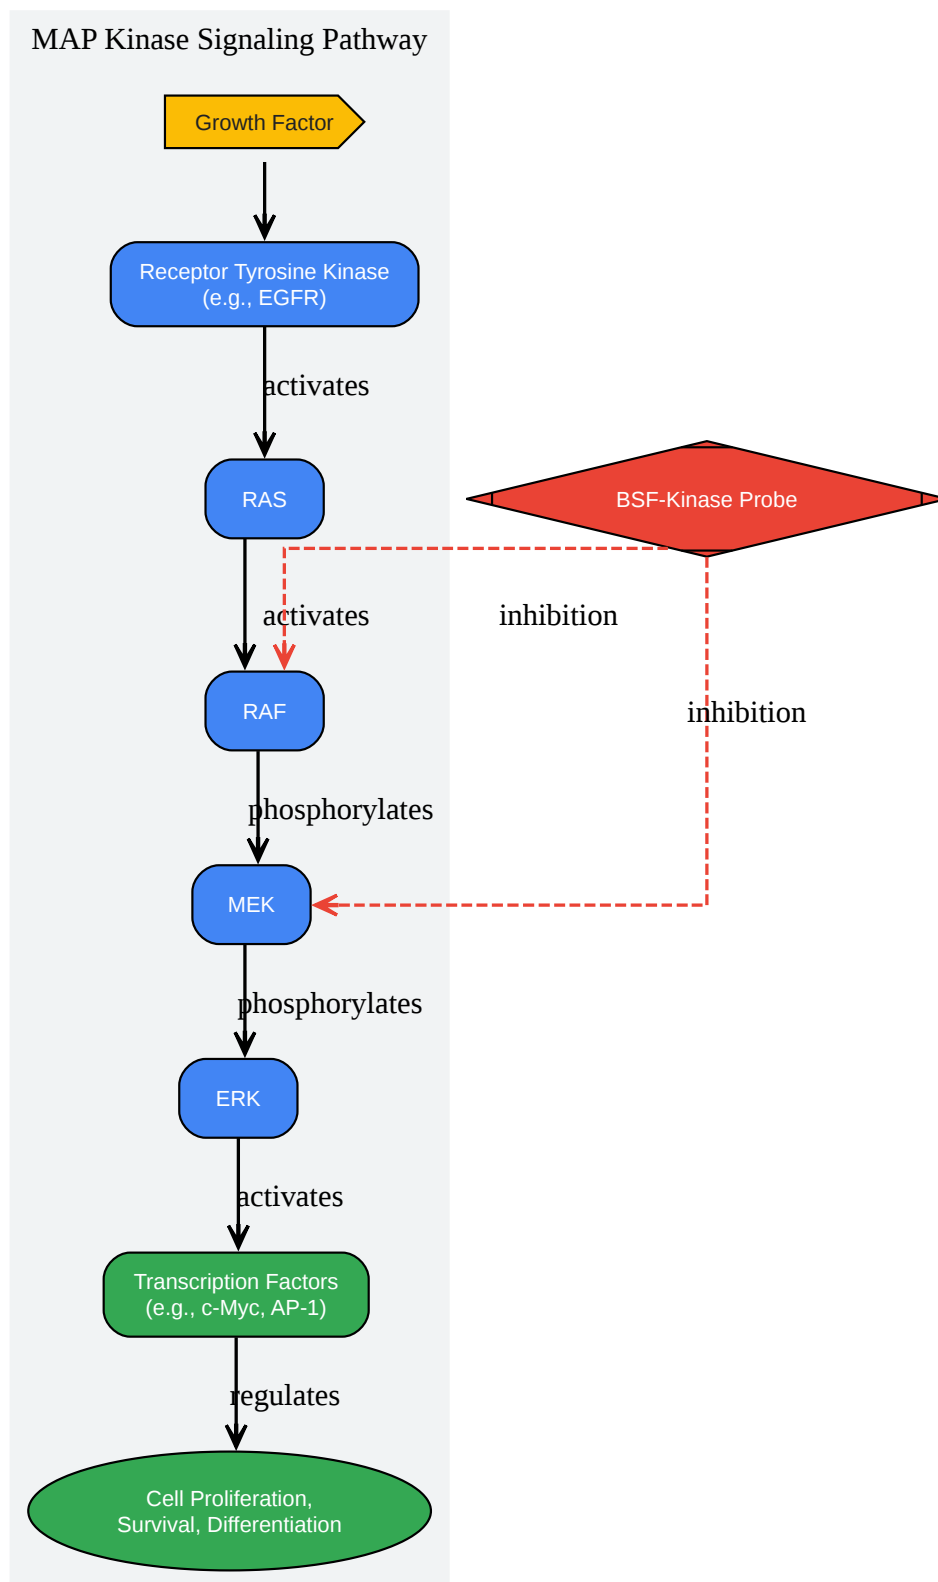 MAP Kinase Signaling Pathway
Growth Factor
Receptor Tyrosine Kinase
(e.g., EGFR)
activates
RAS
BSF-Kinase Probe
activates
inhibition
RAF
inhibition
phosphorylates
MEK
phosphorylates
ERK
activates
Transcription Factors
(e.g., c-Myc, AP-1)
regulates
Cell Proliferation,
Survival, Differentiation